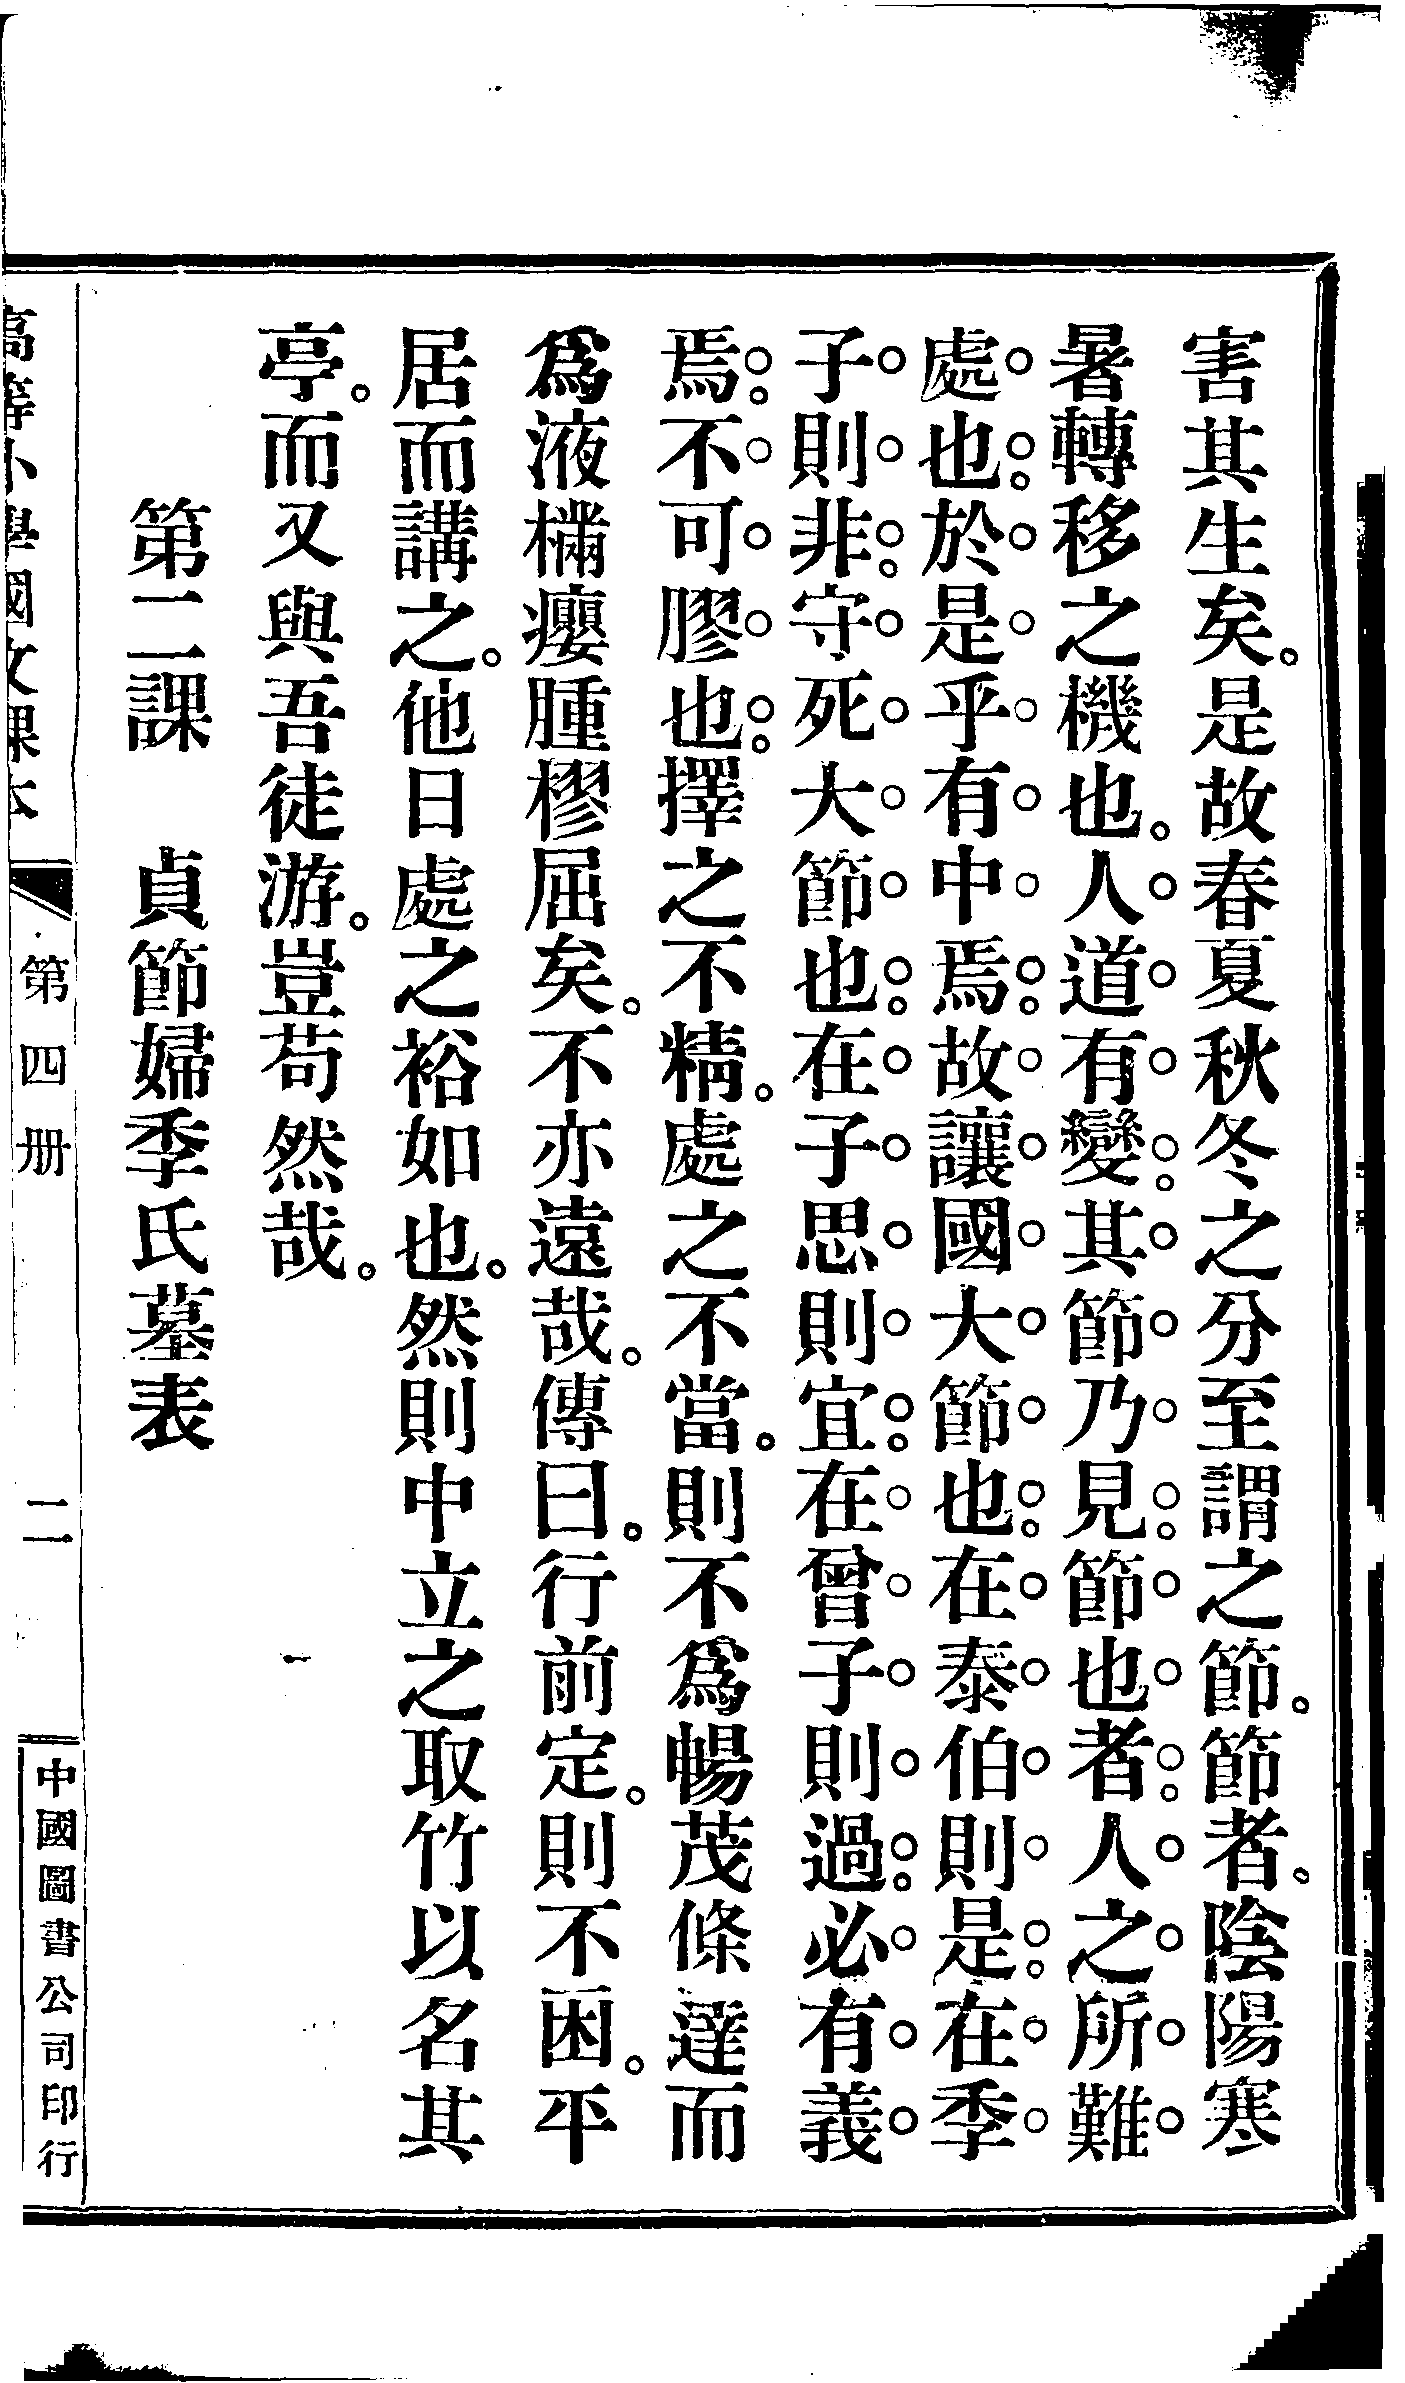 害其生矣。是故春夏秋冬之分至謂之節。節者。陰陽寒
暑轉移之機也。人道有變。其節乃見。節也者。人之所難
處也。於是乎有中焉。故讓國大節也。在泰伯則是。在季
子則非。守死大節也。在子思則宜。在曾子則過。必有義
焉。不可膠也。擇之不精。處之不當。則不爲暢茂條達而
爲液樠癭腫樛屈矣。不亦遠哉。傳曰。行前定。則不困。平
居而講之。他日處之裕如也。然則中立之取竹以名其
亭。而又與吾徒游。豈苟然哉。
第二課　貞節婦季氏墓表
高等小學國文課本
第四册
二
中國圖書公司印行